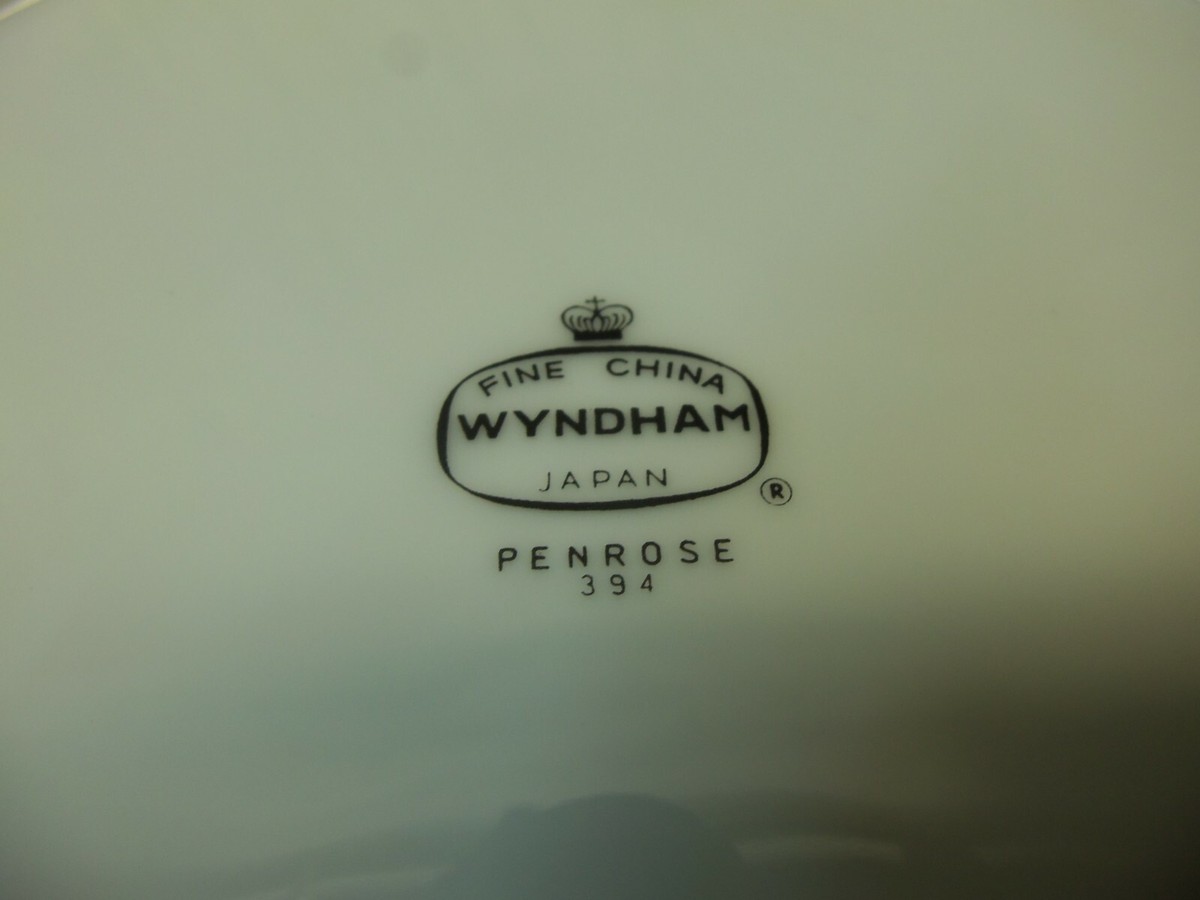 FINE CHINA
WYNDHAM
JAPAN
®
PENROSE
394